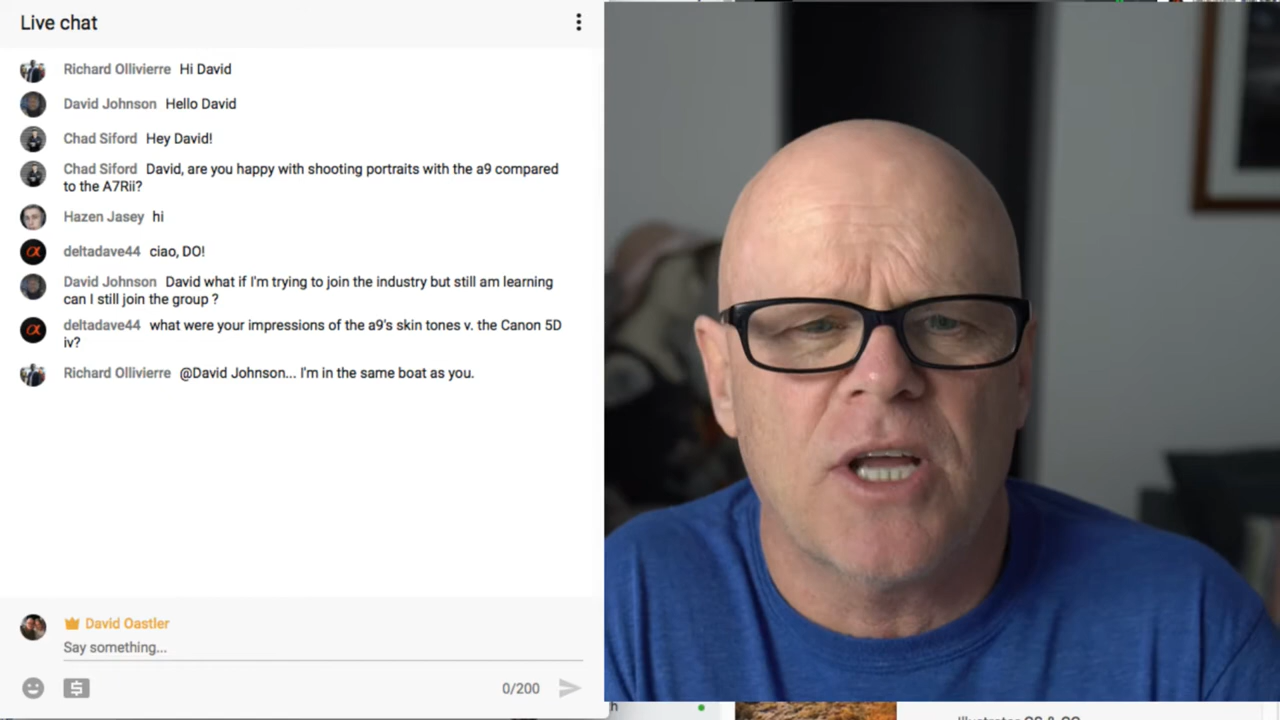 Live chat
Richard Ollivierre Hi David
David Johnson Hello David
Chad Siford Hey David!
Chad Siford David, are you happy with shooting portraits with the a9 compared
to the A7Rii?
Hazen Jasey hi
deltadave44 ciao, DO!
David Johnson David what if I'm trying to join the industry but still am learning
can I still join the group ?
deltadave44 what were your impressions of the a9's skin tones v. the Canon 5D
iv?
Richard Ollivierre @David Johnson... I'm in the same boat as you.
David Oastler
Say something...
0/200